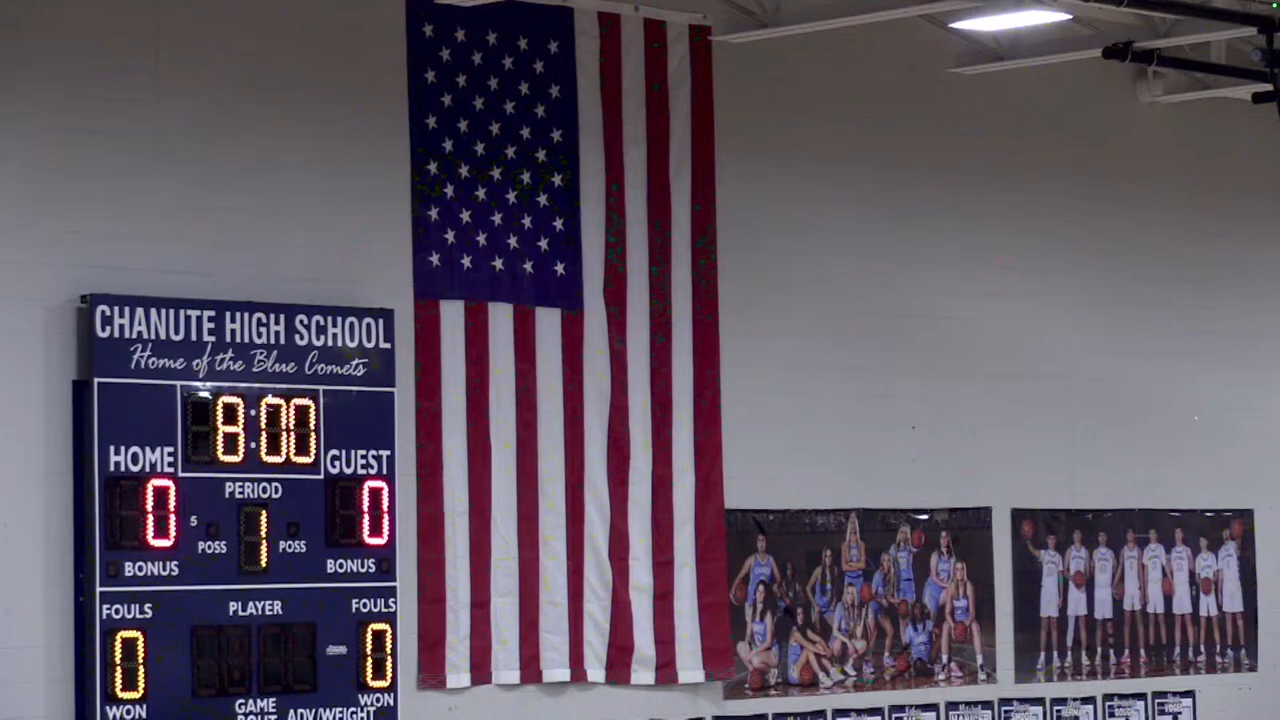 CHANUTE HIGH SCHOOL
Home of the Blue Comets
8:00
HOME
GUEST
PERIOD
0
0
5
1
POSS
POSS
BONUS
BONUS
FOULS
PLAYER
FOULS
0
0
WON
GAME
WON
BOUT
ADV/WEIGHT